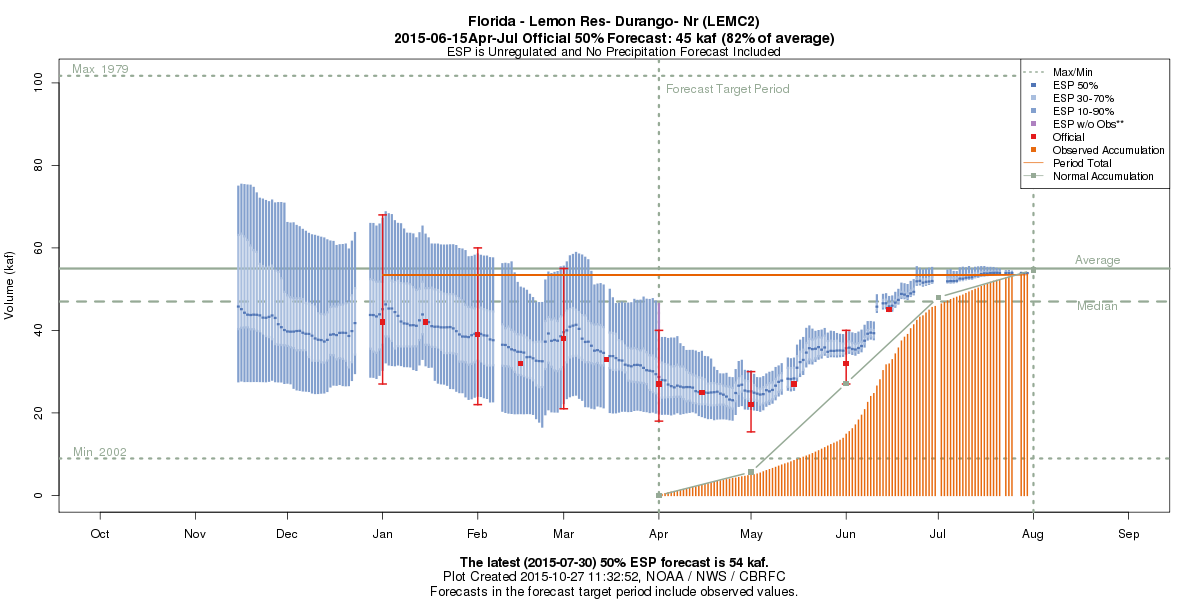 Florida - Lemon Res- Durango- Nr (LEMC2)
2015-06-15Apr-Jul Official 50% Forecast: 45 kaf (82% of average)
ESP is Unregulated and No Precipitation Forecast Included
Max 1979
Forecast Target Period
Max/Min
ESP 50%
ESP 30-70%
ESP 10-90%
ESP w/o Obs**
Official
Observed Accumulation
Period Total
Normal Accumulation
Average
Median
Min 2002
Volume (kaf)
100
80
60
40
20
0
Oct Nov Dec Jan Feb Mar Apr May Jun Jul Aug Sep
The latest (2015-07-30) 50% ESP forecast is 54 kaf.
Plot Created 2015-10-27 11:32:52, NOAA / NWS / CBRFC
Forecasts in the forecast target period include observed values.